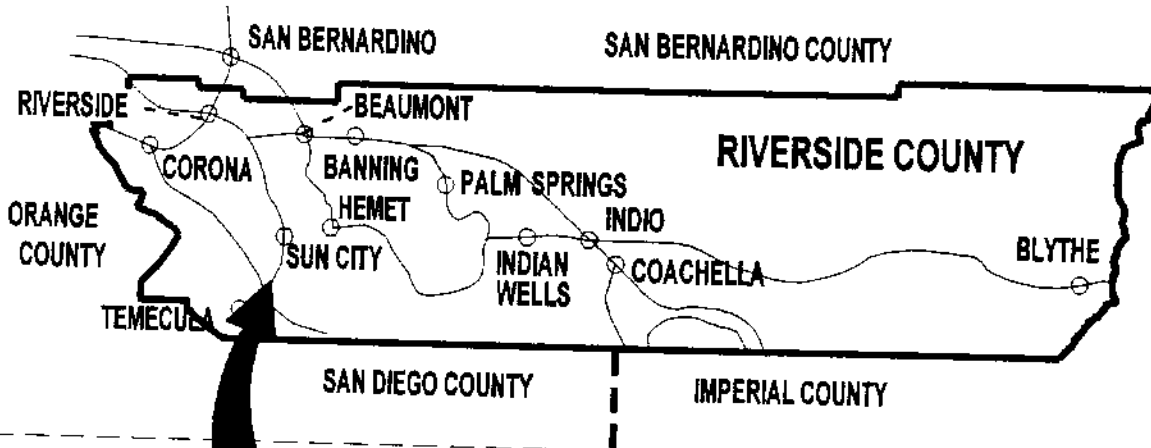 SAN BERNARDINO
SAN BERNARDINO COUNTY
RIVERSIDE
BEAUMONT
RIVERSIDE COUNTY
CORONA
BANNING
PALM SPRINGS
HEMET
ORANGE
COUNTY
INDIO
SUN CITY
INDIAN
WELLS
COACHELLA
BLYTHE
TEMECULA
SAN DIEGO COUNTY
IMPERIAL COUNTY